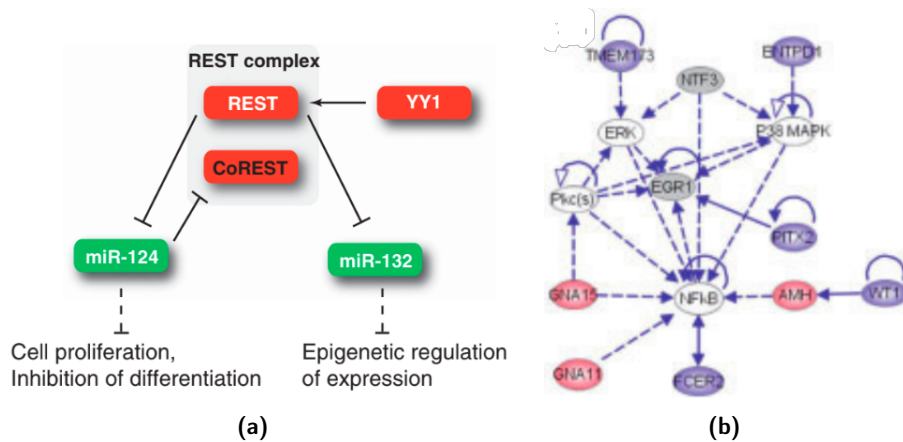 REST complex
REST
YY1
CoREST
miR-124
miR-132
Cell proliferation,
Inhibition of differentiation
Epigenetic regulation
of expression
(a)
TMEM173
ENTPD1
NTF3
ERK
P38 MAPK
EGR1
Pkc(s)
PITX2
GNA15
NFkB
AMH
WT1
GNA11
FCER2
(b)